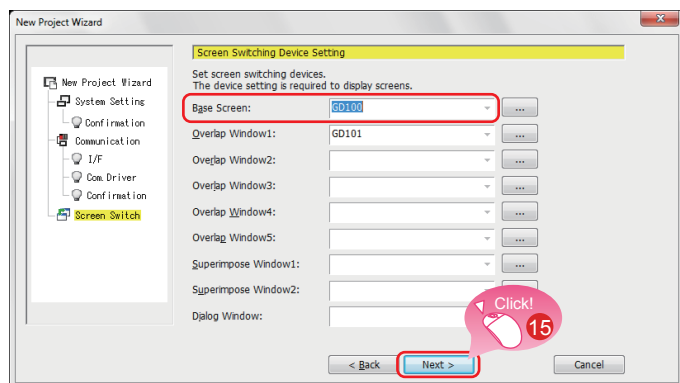 New Project Wizard
New Project Wizard
System Setting
Confirmation
Communication
I/F
Com. Driver
Confirmation
Screen Switch
Screen Switching Device Setting
Set screen switching devices.
The device setting is required to display screens.
Base Screen: GD100 ...
Overlap Window1: GD101 ...
Overlap Window2: ...
Overlap Window3: ...
Overlap Window4: ...
Overlap Window5: ...
Superimpose Window1: ...
Superimpose Window2:
Dialog Window:
Click!
15
< Back Next > Cancel